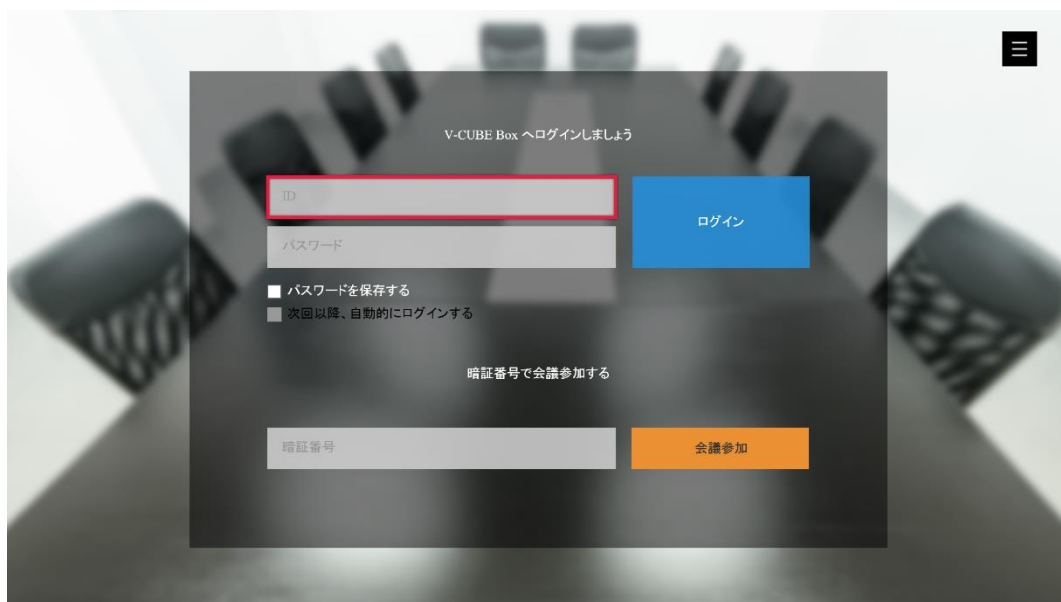 V-CUBE Box へログインしましょう
ID
ログイン
パスワード
パスワードを保存する
次回以降、自動的にログインする
暗証番号で会議参加する
暗証番号
会議参加